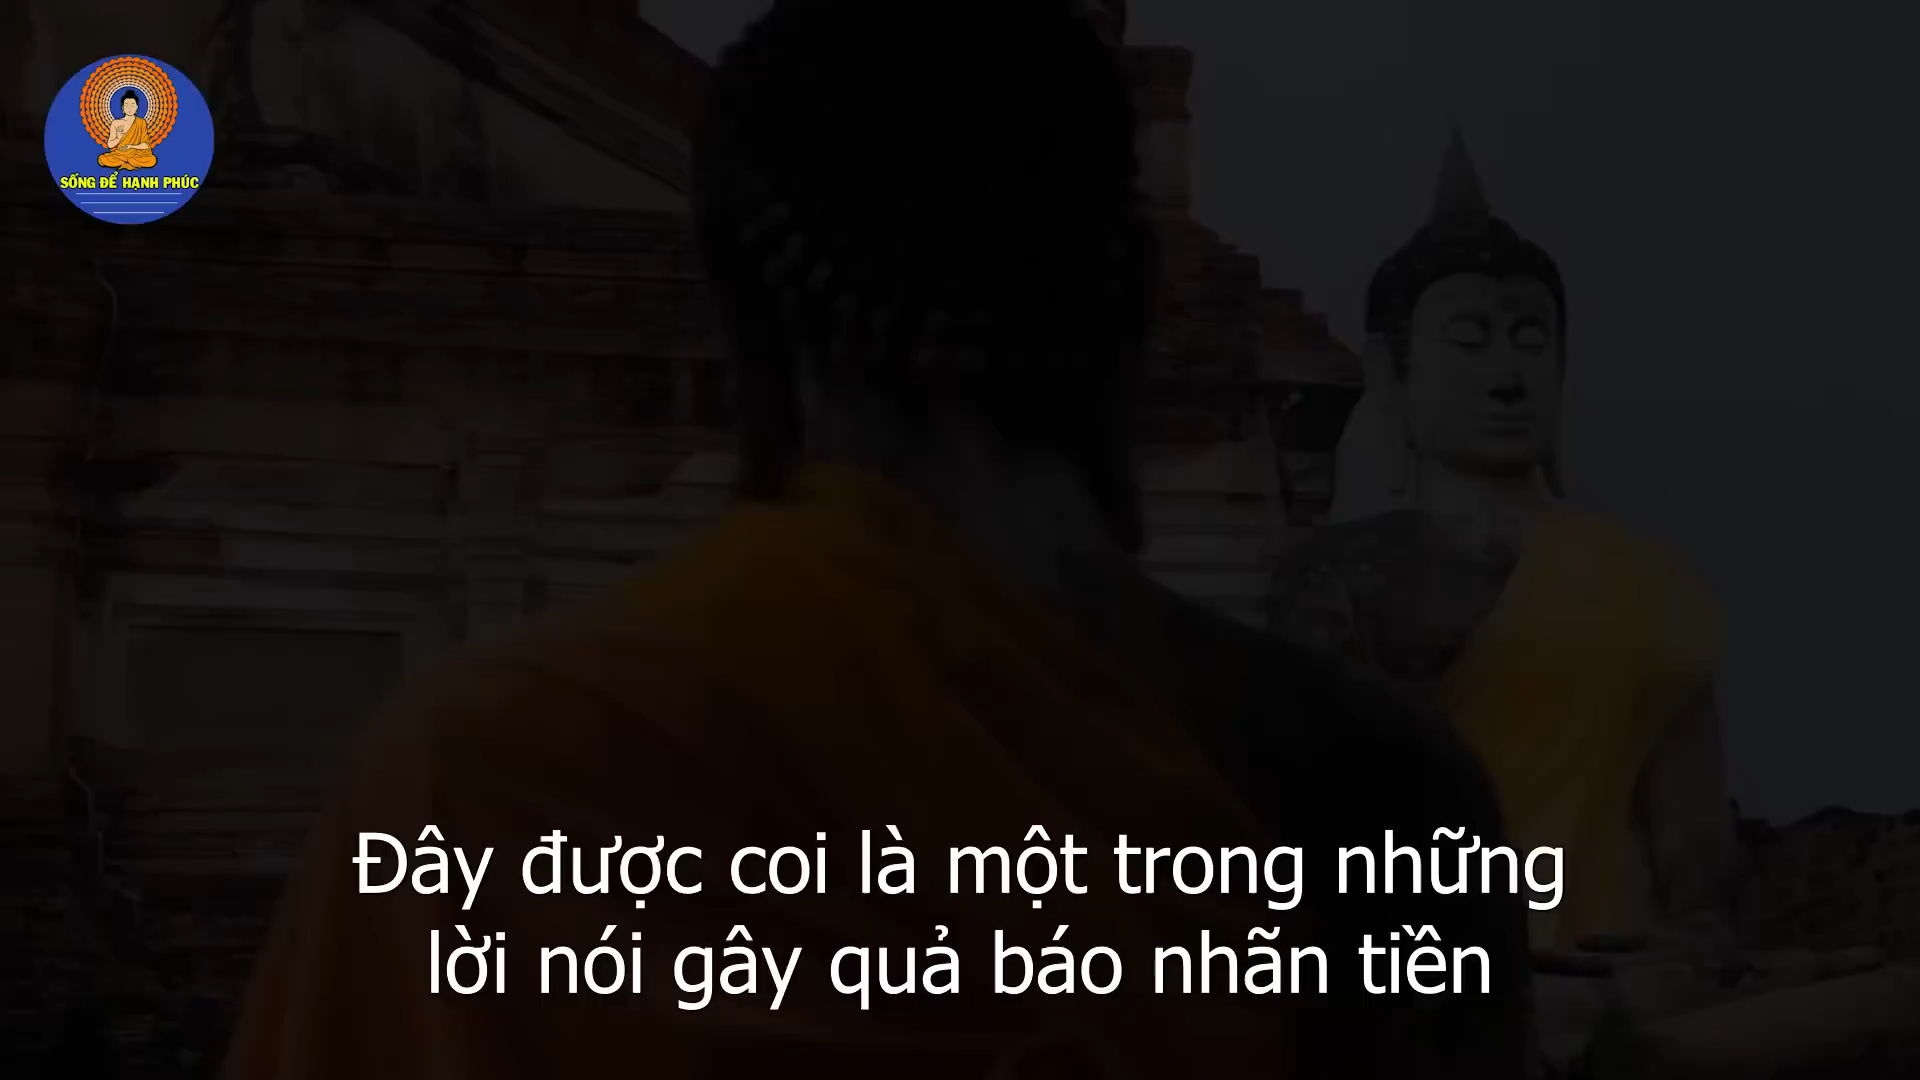 SỐNG ĐỂ HẠNH PHÚC
Đây được coi là một trong những
lời nói gây quả báo nhãn tiền